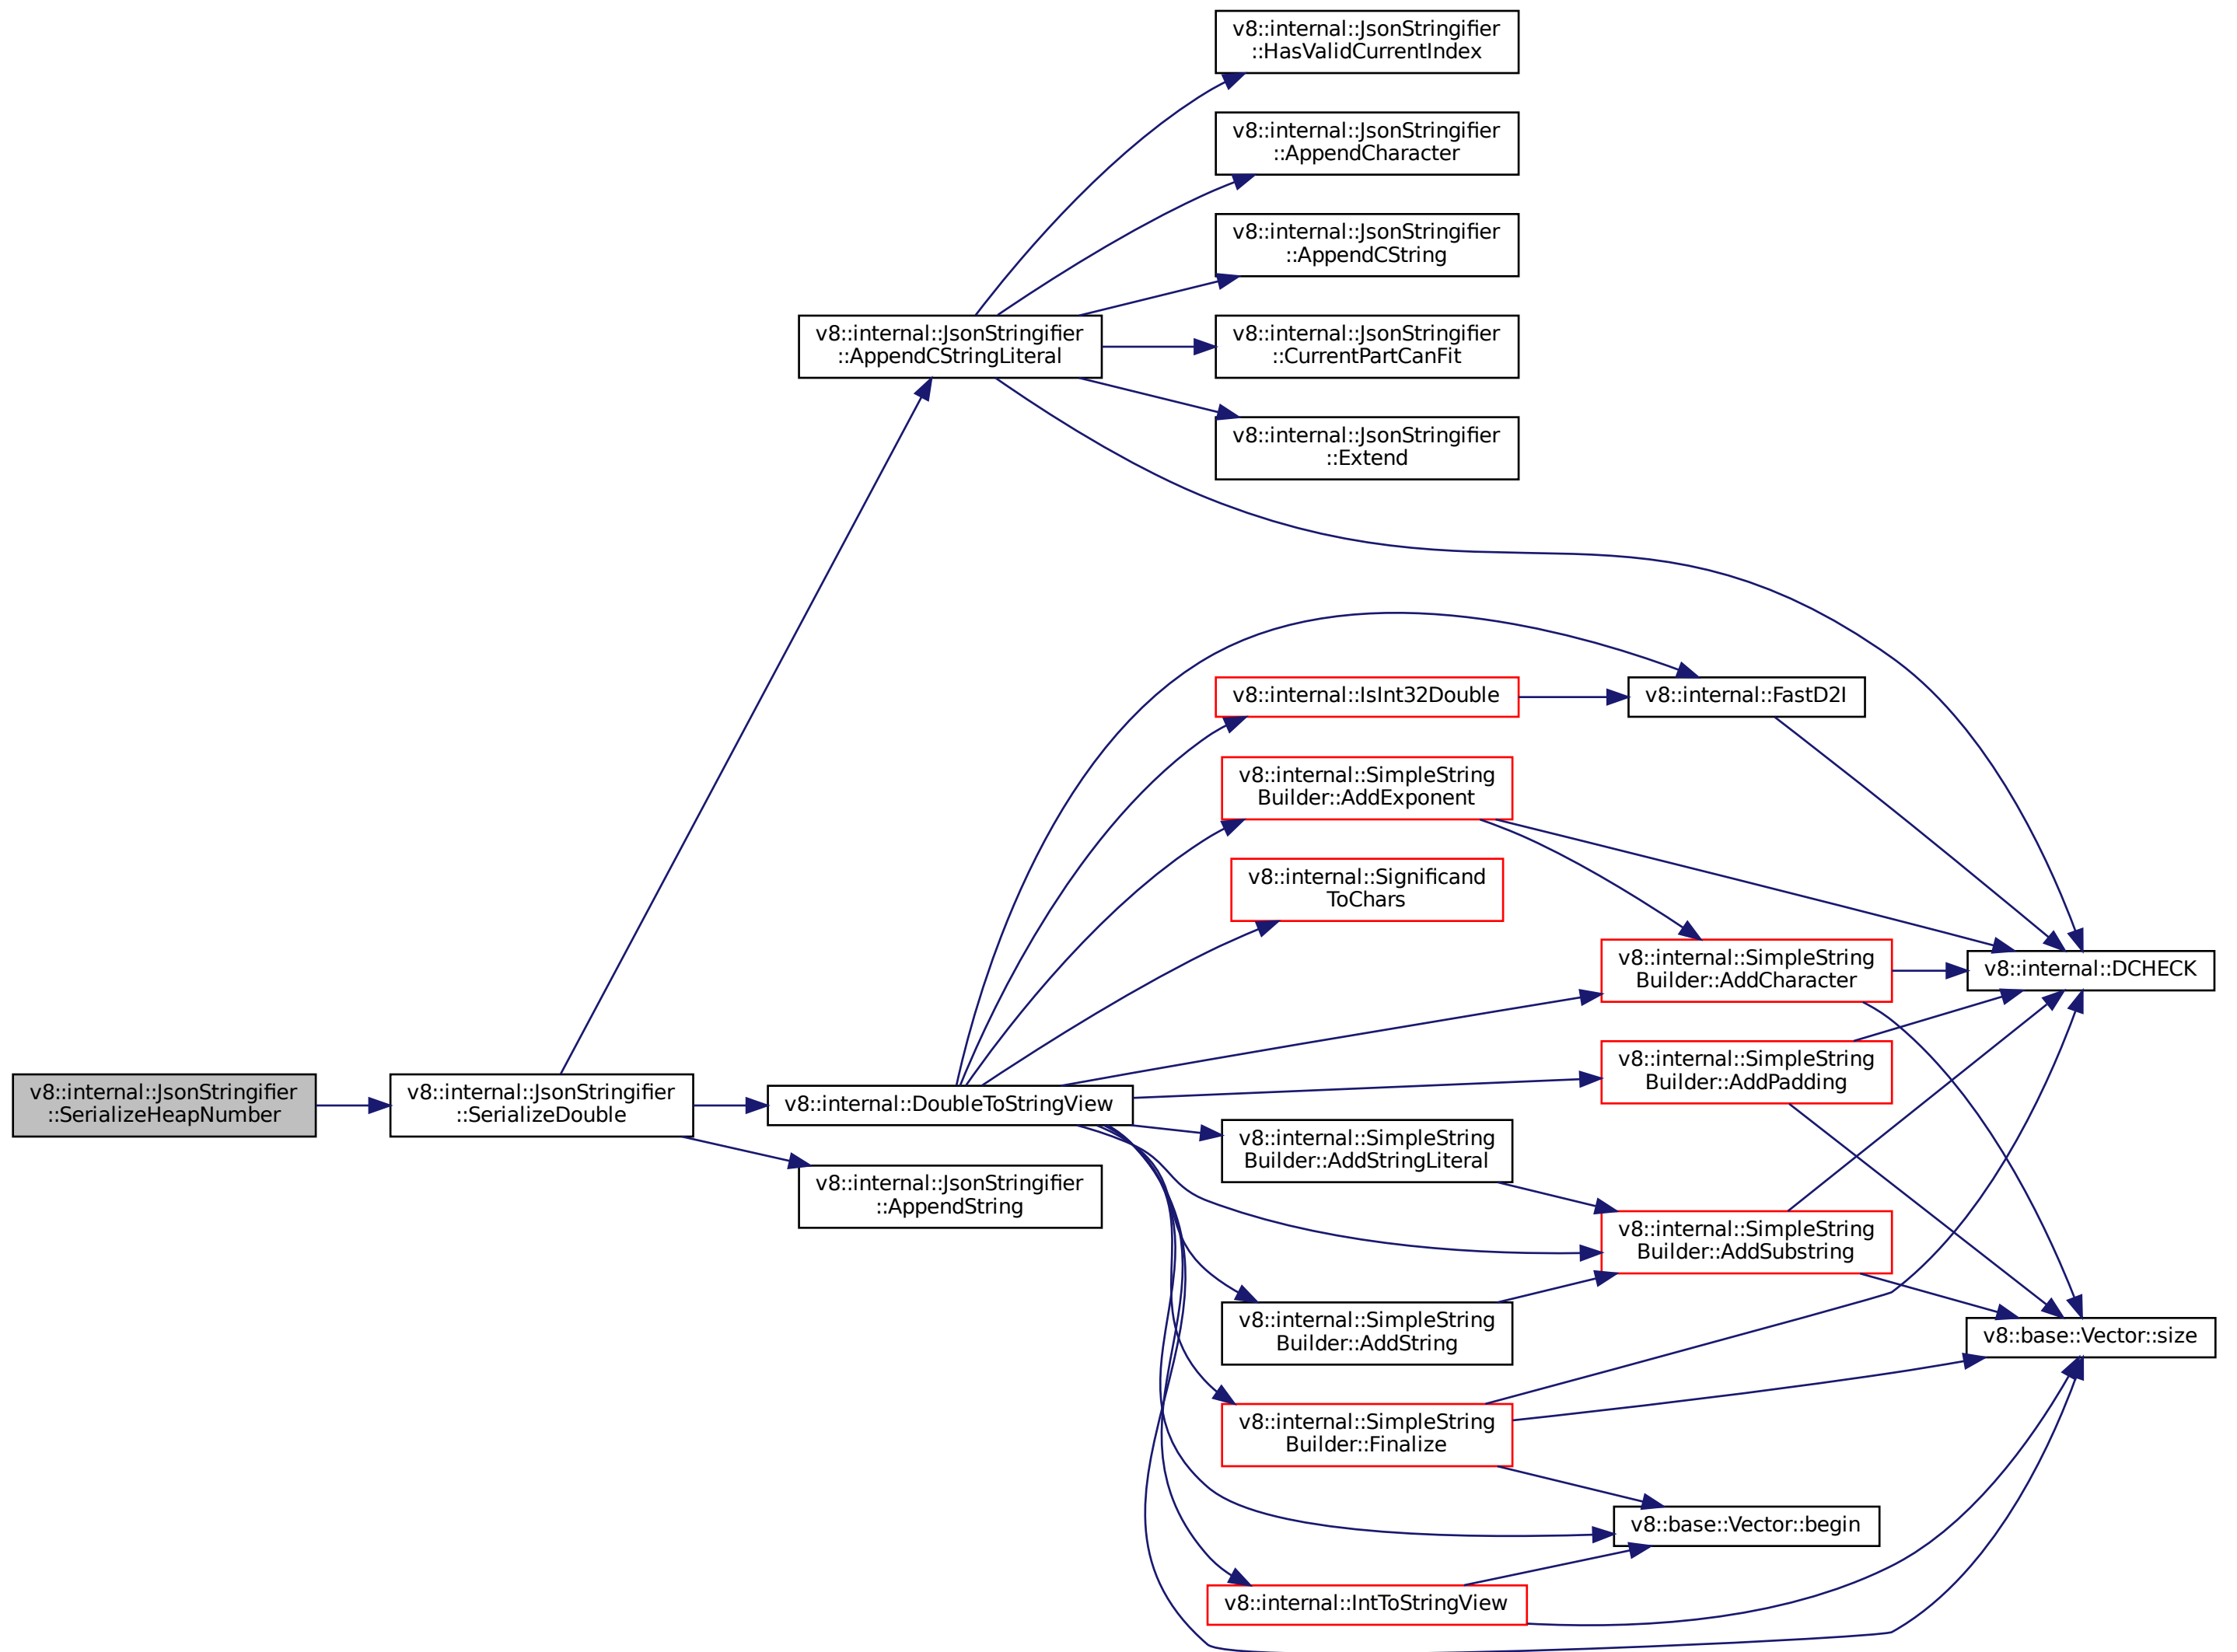 v8::internal::JsonStringifier
::HasValidCurrentIndex
v8::internal::JsonStringifier
::AppendCharacter
v8::internal::JsonStringifier
::AppendCString
v8::internal::JsonStringifier
::AppendCStringLiteral
v8::internal::JsonStringifier
::CurrentPartCanFit
v8::internal::JsonStringifier
::Extend
v8::internal::IsInt32Double
v8::internal::FastD2I
v8::internal::SimpleString
Builder::AddExponent
v8::internal::Significand
ToChars
v8::internal::SimpleString
Builder::AddCharacter
v8::internal::DCHECK
v8::internal::SimpleString
Builder::AddPadding
v8::internal::JsonStringifier
::SerializeHeapNumber
v8::internal::JsonStringifier
::SerializeDouble
v8::internal::DoubleToStringView
v8::internal::SimpleString
Builder::AddStringLiteral
v8::internal::JsonStringifier
::AppendString
v8::internal::SimpleString
Builder::AddSubstring
v8::internal::SimpleString
Builder::AddString
v8::base::Vector::size
v8::internal::SimpleString
Builder::Finalize
v8::base::Vector::begin
v8::internal::IntToStringView